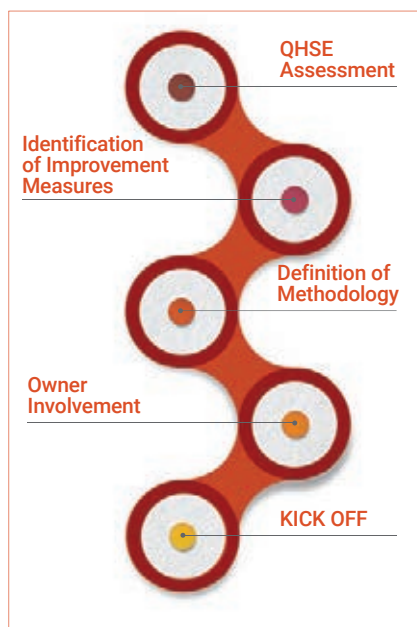 QHSE
Assessment
Identification
of Improvement
Measures
Definition of
Methodology
Owner
Involvement
KICK OFF